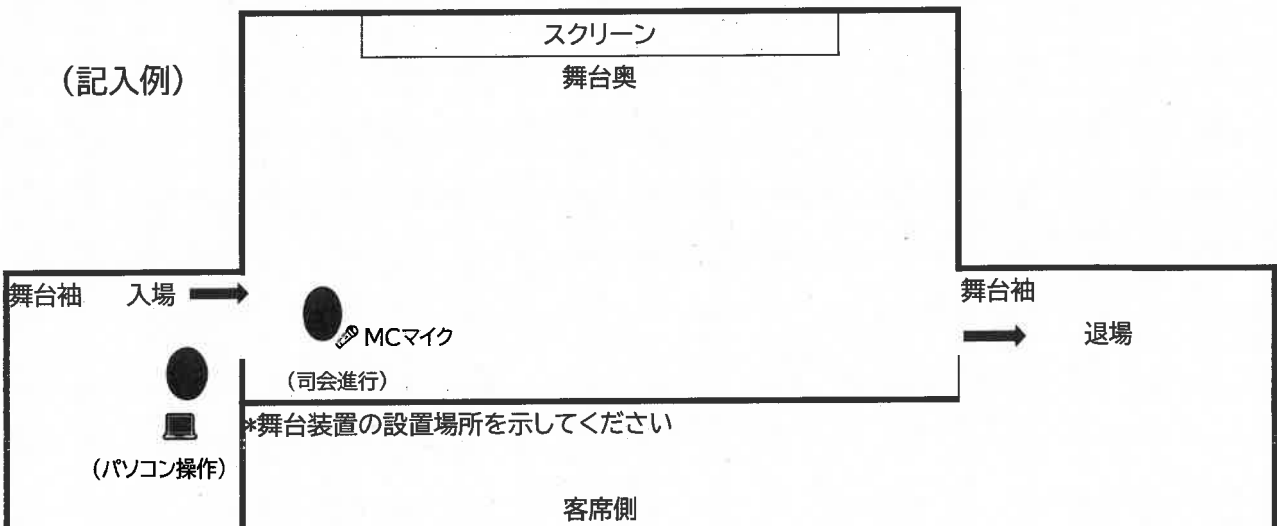 スクリーン
(記入例)
舞台奥
舞台袖 入場
舞台袖
MCマイク
退場
(司会進行)
*舞台装置の設置場所を示してください
(パソコン操作)
客席側